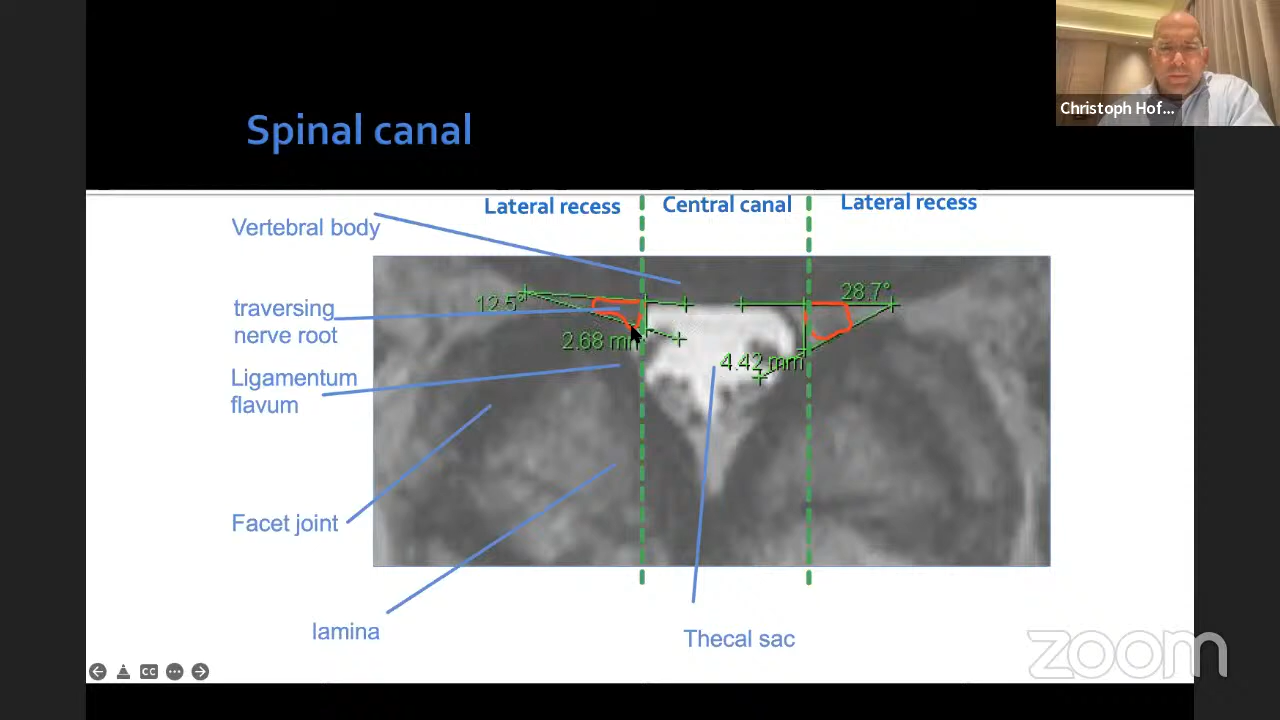 Christoph Hof...
Spinal canal
Lateral recess
Central canal
Lateral recess
Vertebral body
12.5°
28.7°
traversing
nerve root
2.68 mm
4.42 mm
Ligamentum
flavum
Facet joint
lamina
Thecal sac
CC
zoom